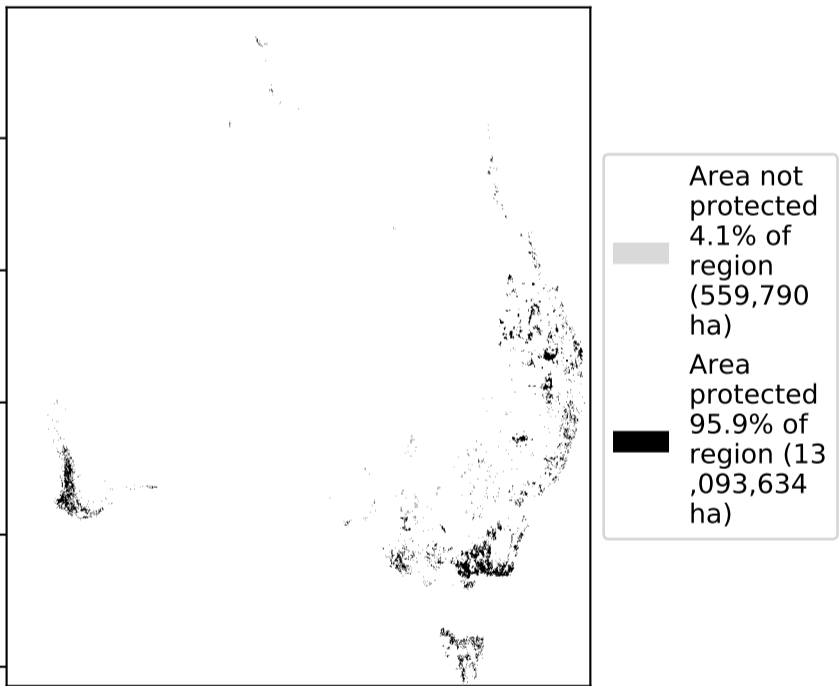 Area not
protected
4.1% of
region
(559,790
ha)
Area
protected
95.9% of
region (13
,093,634
ha)